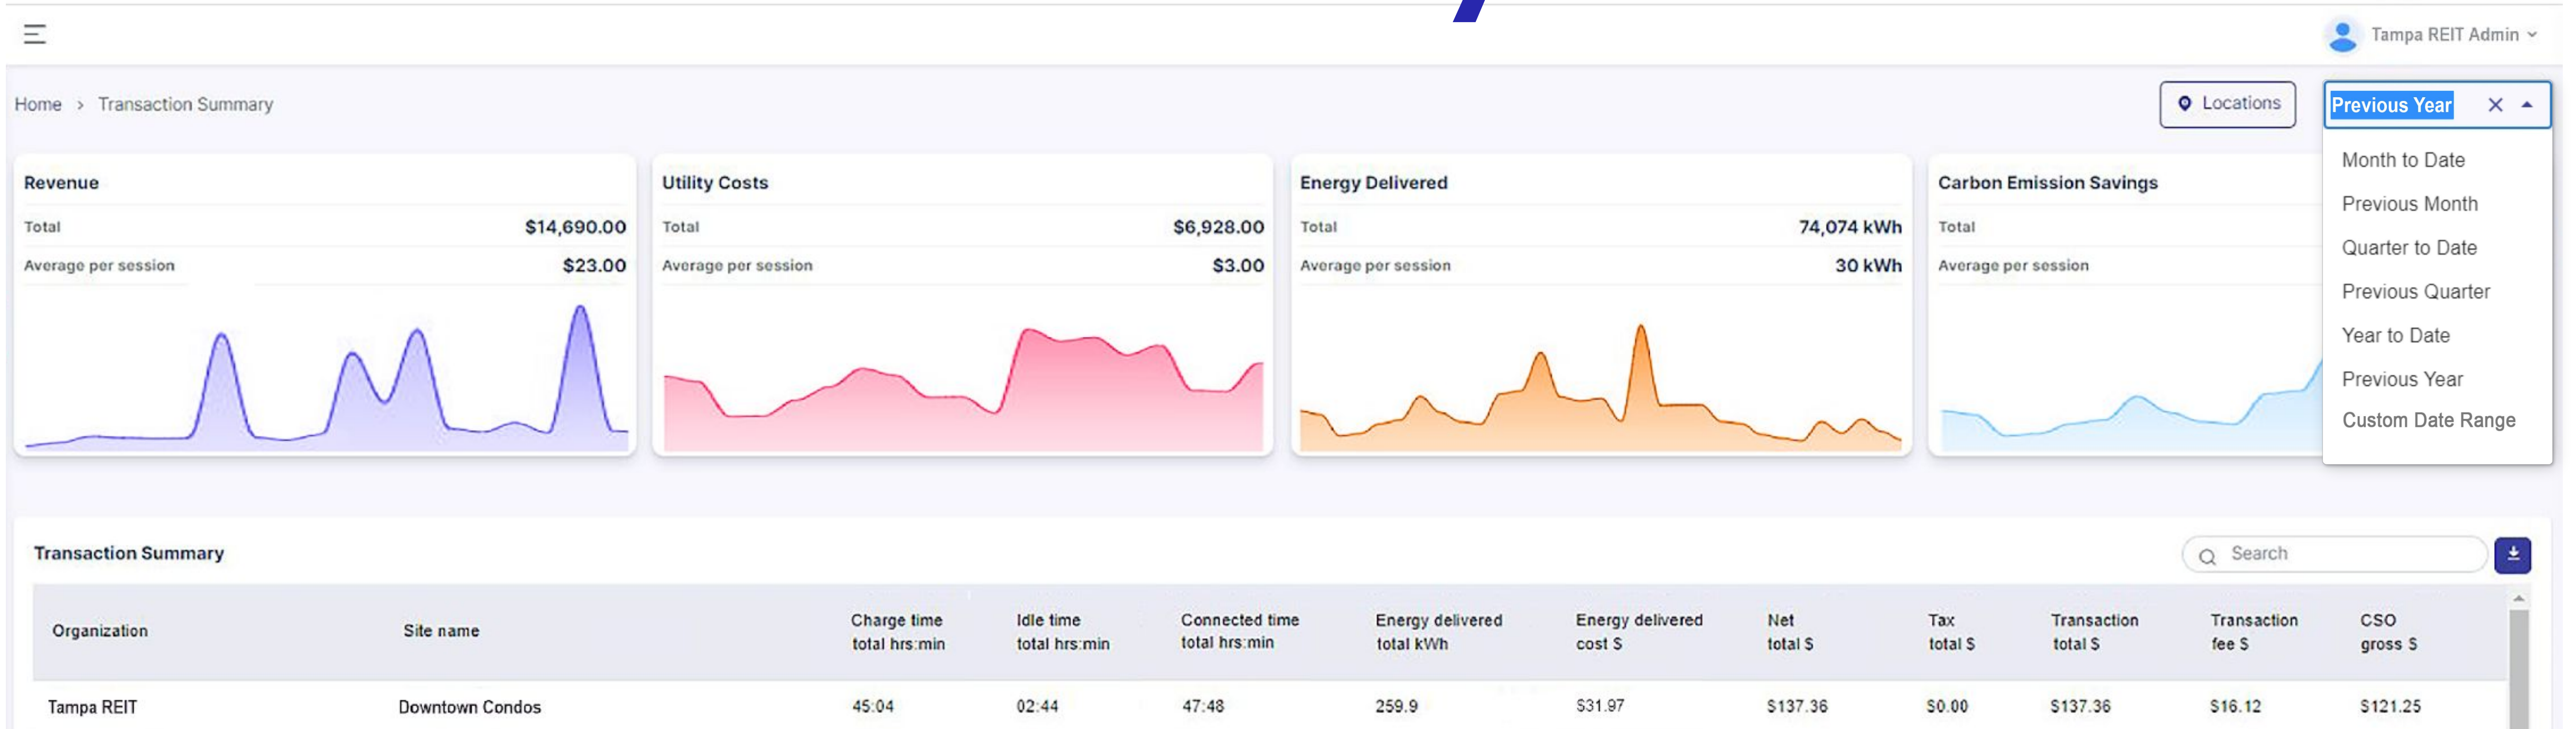 Tampa REIT Admin
Home > Transaction Summary
Locations
Previous Year
Month to Date
Previous Month
Quarter to Date
Previous Quarter
Year to Date
Previous Year
Custom Date Range
Revenue
Total $14,690.00
Average per session $23.00
Utility Costs
Total $6,928.00
Average per session $3.00
Energy Delivered
Total 74,074 kWh
Average per session 30 kWh
Carbon Emission Savings
Total
Average per session
Transaction Summary
Search
Organization Site name Charge time total hrs:min Idle time total hrs:min Connected time total hrs:min Energy delivered total kWh Energy delivered cost $ Net total $ Tax total $ Transaction total $ Transaction fee $ CSO gross $
Tampa REIT Downtown Condos 45:04 02:44 47:48 259.9 $31.97 $137.36 $0.00 $137.36 $16.12 $121.25